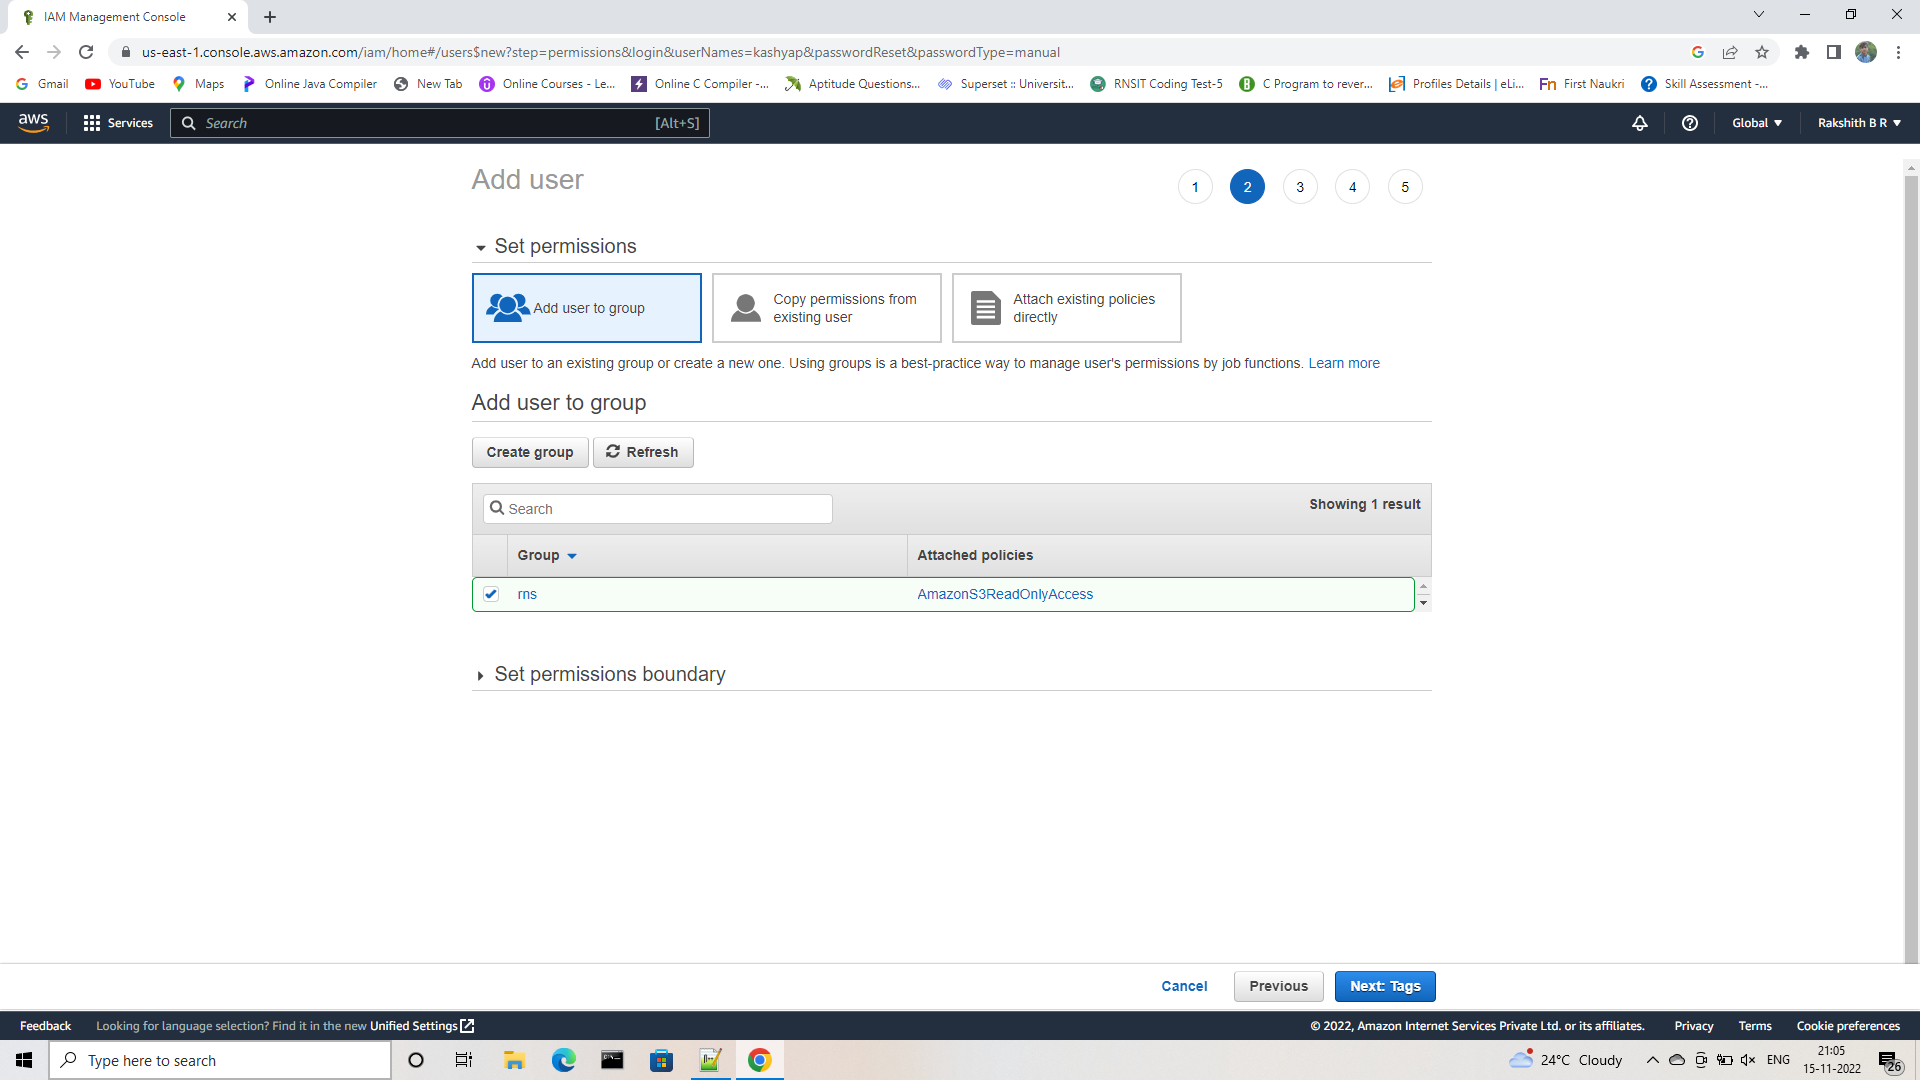 IAM Management Console
us-east-1.console.aws.amazon.com/iam/home#/users$new?step=permissions&login&userNames=kashyap&passwordReset&passwordType=manual
Gmail YouTube Maps Online Java Compiler New Tab Online Courses - Le... Online C Compiler -... Aptitude Questions... Superset :: Universit... RNSIT Coding Test-5 C Program to rever... Profiles Details | eLi... First Naukri Skill Assessment -...
aws Services Search [Alt+S] Global Rakshith B R
Add user 1 2 3 4 5
Set permissions
Add user to group
Copy permissions from
existing user
Attach existing policies
directly
Add user to an existing group or create a new one. Using groups is a best-practice way to manage user's permissions by job functions. Learn more
Add user to group
Create group Refresh
Search Showing 1 result
Group Attached policies
rns AmazonS3ReadOnlyAccess
Set permissions boundary
Cancel Previous Next: Tags
Feedback Looking for language selection? Find it in the new Unified Settings © 2022, Amazon Internet Services Private Ltd. or its affiliates. Privacy Terms Cookie preferences
Type here to search 24°C Cloudy ENG 21:05
15-11-2022 26